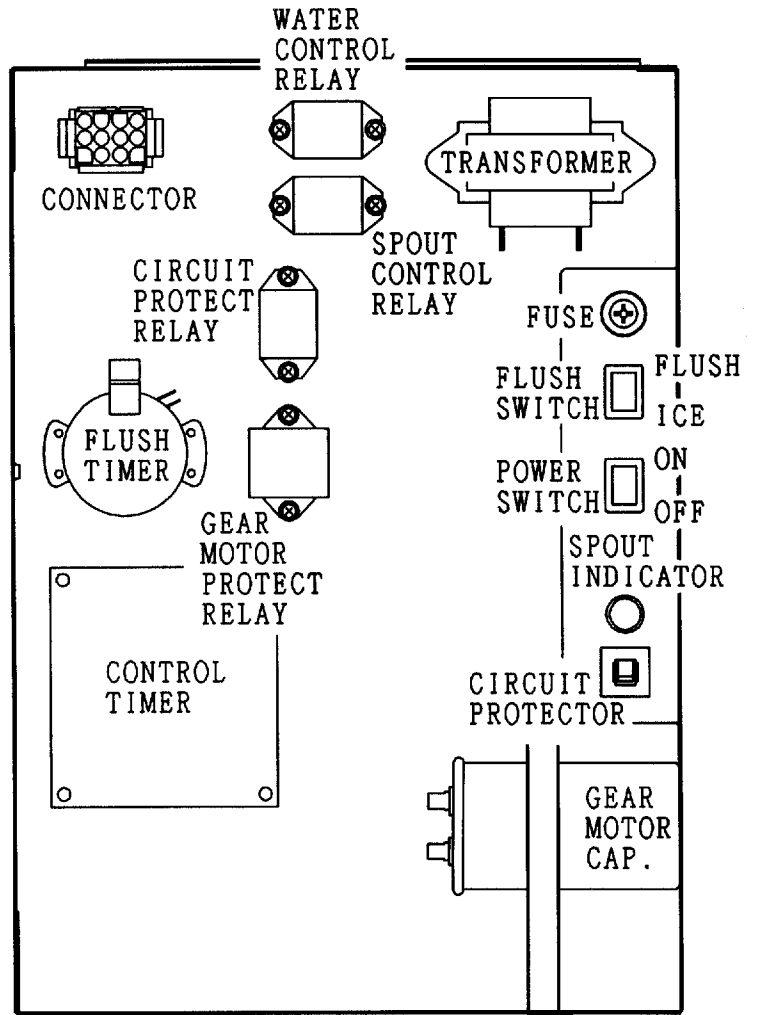 WATER
CONTROL
RELAY
CONNECTOR
TRANSFORMER
SPOUT
CONTROL
RELAY
CIRCUIT
PROTECT
RELAY
FUSE
FLUSH
SWITCH
FLUSH
ICE
FLUSH
TIMER
POWER
SWITCH
ON
OFF
GEAR
MOTOR
PROTECT
RELAY
SPOUT
INDICATOR
CONTROL
TIMER
CIRCUIT
PROTECTOR
GEAR
MOTOR
CAP.